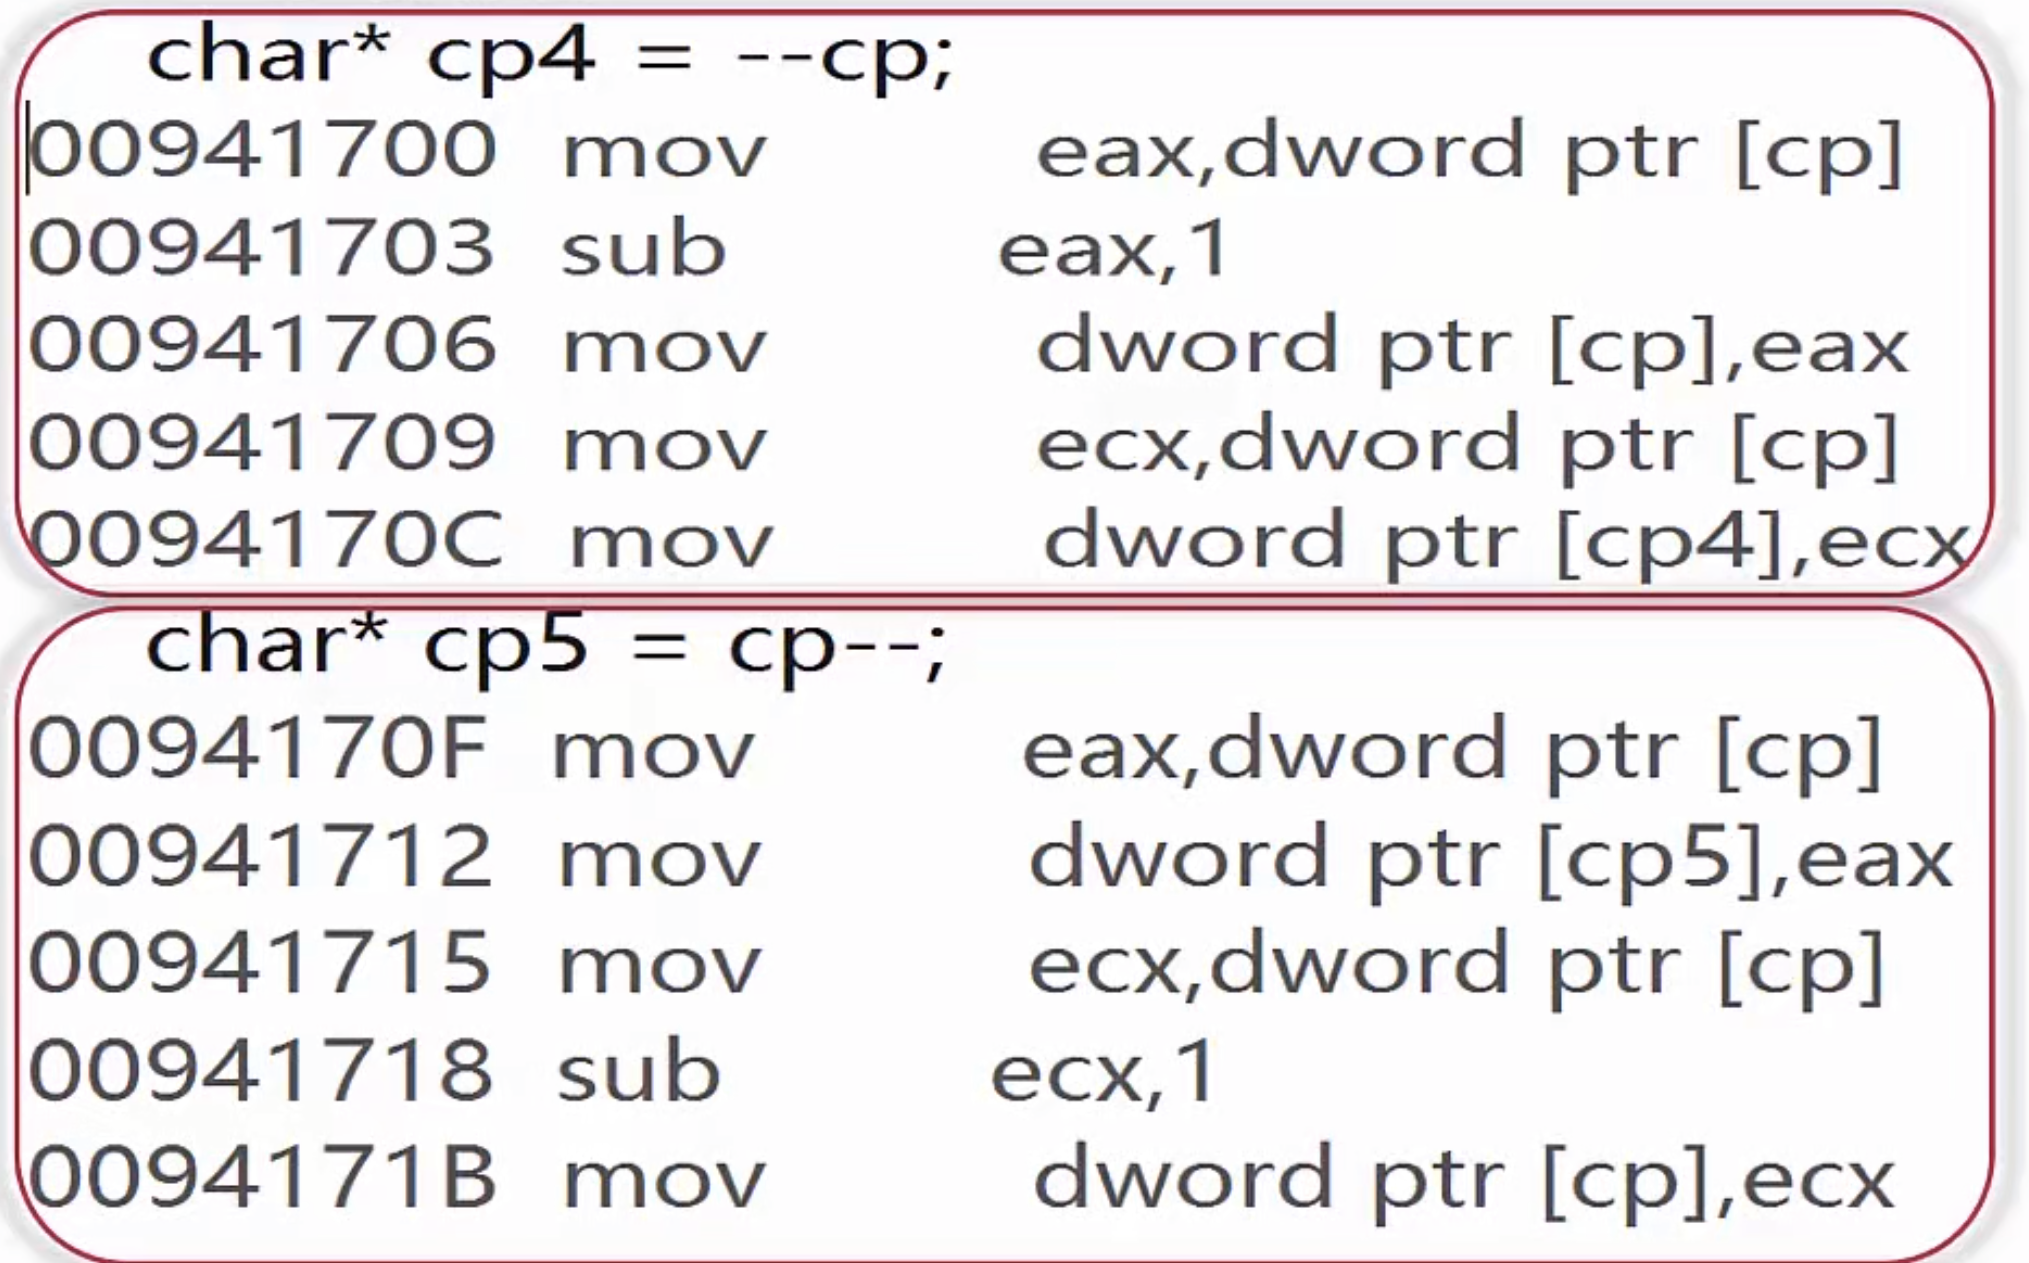 char* cp4 = --cp;
00941700 mov eax,dword ptr [cp]
00941703 sub eax,1
00941706 mov dword ptr [cp],eax
00941709 mov ecx,dword ptr [cp]
0094170C mov dword ptr [cp4],ecx
char* cp5 = cp--;
0094170F mov eax,dword ptr [cp]
00941712 mov dword ptr [cp5],eax
00941715 mov ecx,dword ptr [cp]
00941718 sub ecx,1
0094171B mov dword ptr [cp],ecx